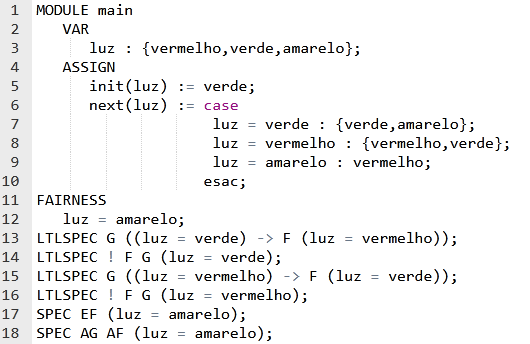 1 MODULE main
2 VAR
3 luz : {vermelho,verde,amarelo};
4 ASSIGN
5 init(luz) := verde;
6 next(luz) := case
7 luz = verde : {verde,amarelo};
8 luz = vermelho : {vermelho,verde};
9 luz = amarelo : vermelho;
10 esac;
11 FAIRNESS
12 luz = amarelo;
13 LTLSPEC G ((luz = verde) -> F (luz = vermelho));
14 LTLSPEC ! F G (luz = verde);
15 LTLSPEC G ((luz = vermelho) -> F (luz = verde));
16 LTLSPEC ! F G (luz = vermelho);
17 SPEC EF (luz = amarelo);
18 SPEC AG AF (luz = amarelo);